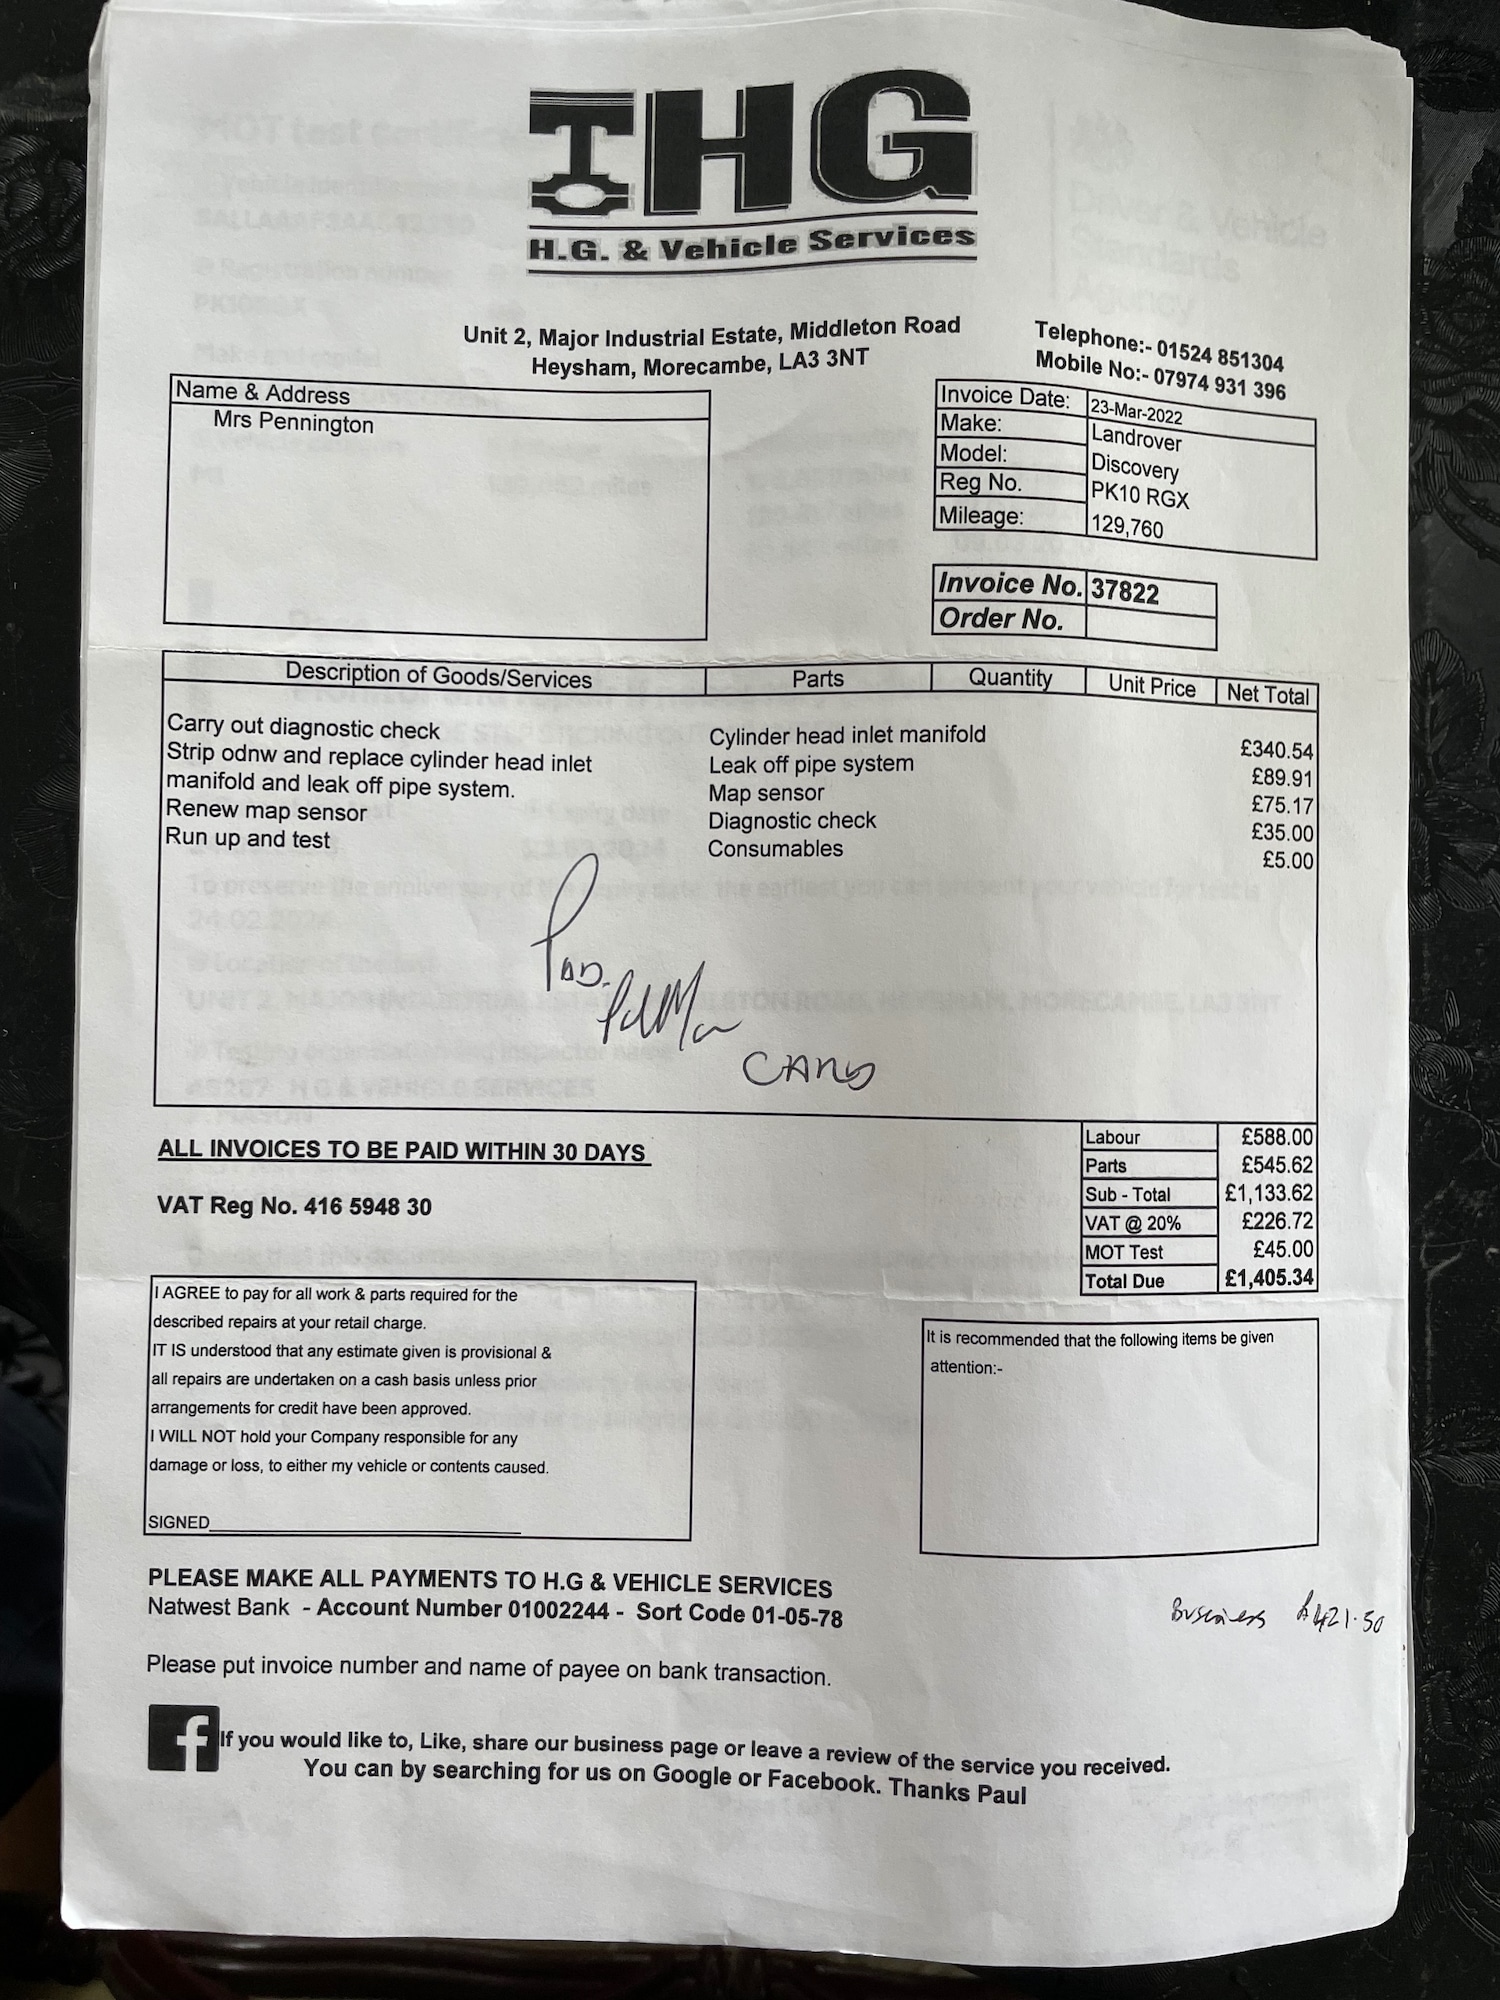 HG
H.G. & Vehicle Services
Unit 2, Major Industrial Estate, Middleton Road
Heysham, Morecambe, LA3 3NT
Telephone:- 01524 851304
Mobile No:- 07974 931 396
Name & Address
Mrs Pennington
Invoice Date: 23-Mar-2022
Make: Landrover
Model: Discovery
Reg No. PK10 RGX
Mileage: 129,760
Invoice No. 37822
Order No.
Description of Goods/Services Parts Quantity Unit Price Net Total
Carry out diagnostic check Cylinder head inlet manifold £340.54
Strip odnw and replace cylinder head inlet Leak off pipe system £89.91
manifold and leak off pipe system. Map sensor £75.17
Renew map sensor Diagnostic check £35.00
Run up and test Consumables £5.00
CARD
ALL INVOICES TO BE PAID WITHIN 30 DAYS
VAT Reg No. 416 5948 30
Labour £588.00
Parts £545.62
Sub - Total £1,133.62
VAT @ 20% £226.72
MOT Test £45.00
Total Due £1,405.34
I AGREE to pay for all work & parts required for the
described repairs at your retail charge.
IT IS understood that any estimate given is provisional &
all repairs are undertaken on a cash basis unless prior
arrangements for credit have been approved.
I WILL NOT hold your Company responsible for any
damage or loss, to either my vehicle or contents caused.
SIGNED
It is recommended that the following items be given
attention:-
PLEASE MAKE ALL PAYMENTS TO H.G & VEHICLE SERVICES
Natwest Bank - Account Number 01002244 - Sort Code 01-05-78
Business £421.50
Please put invoice number and name of payee on bank transaction.
f If you would like to, Like, share our business page or leave a review of the service you received.
You can by searching for us on Google or Facebook. Thanks Paul